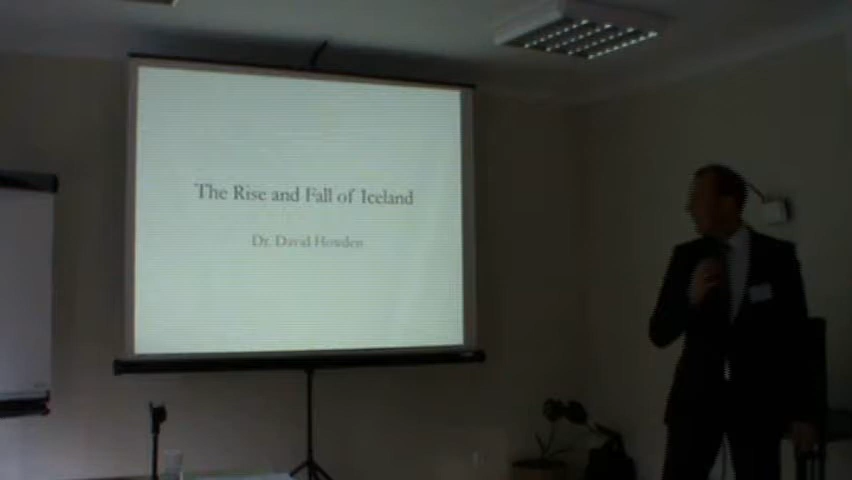 The Rise and Fall of Iceland
Dr. David Howden